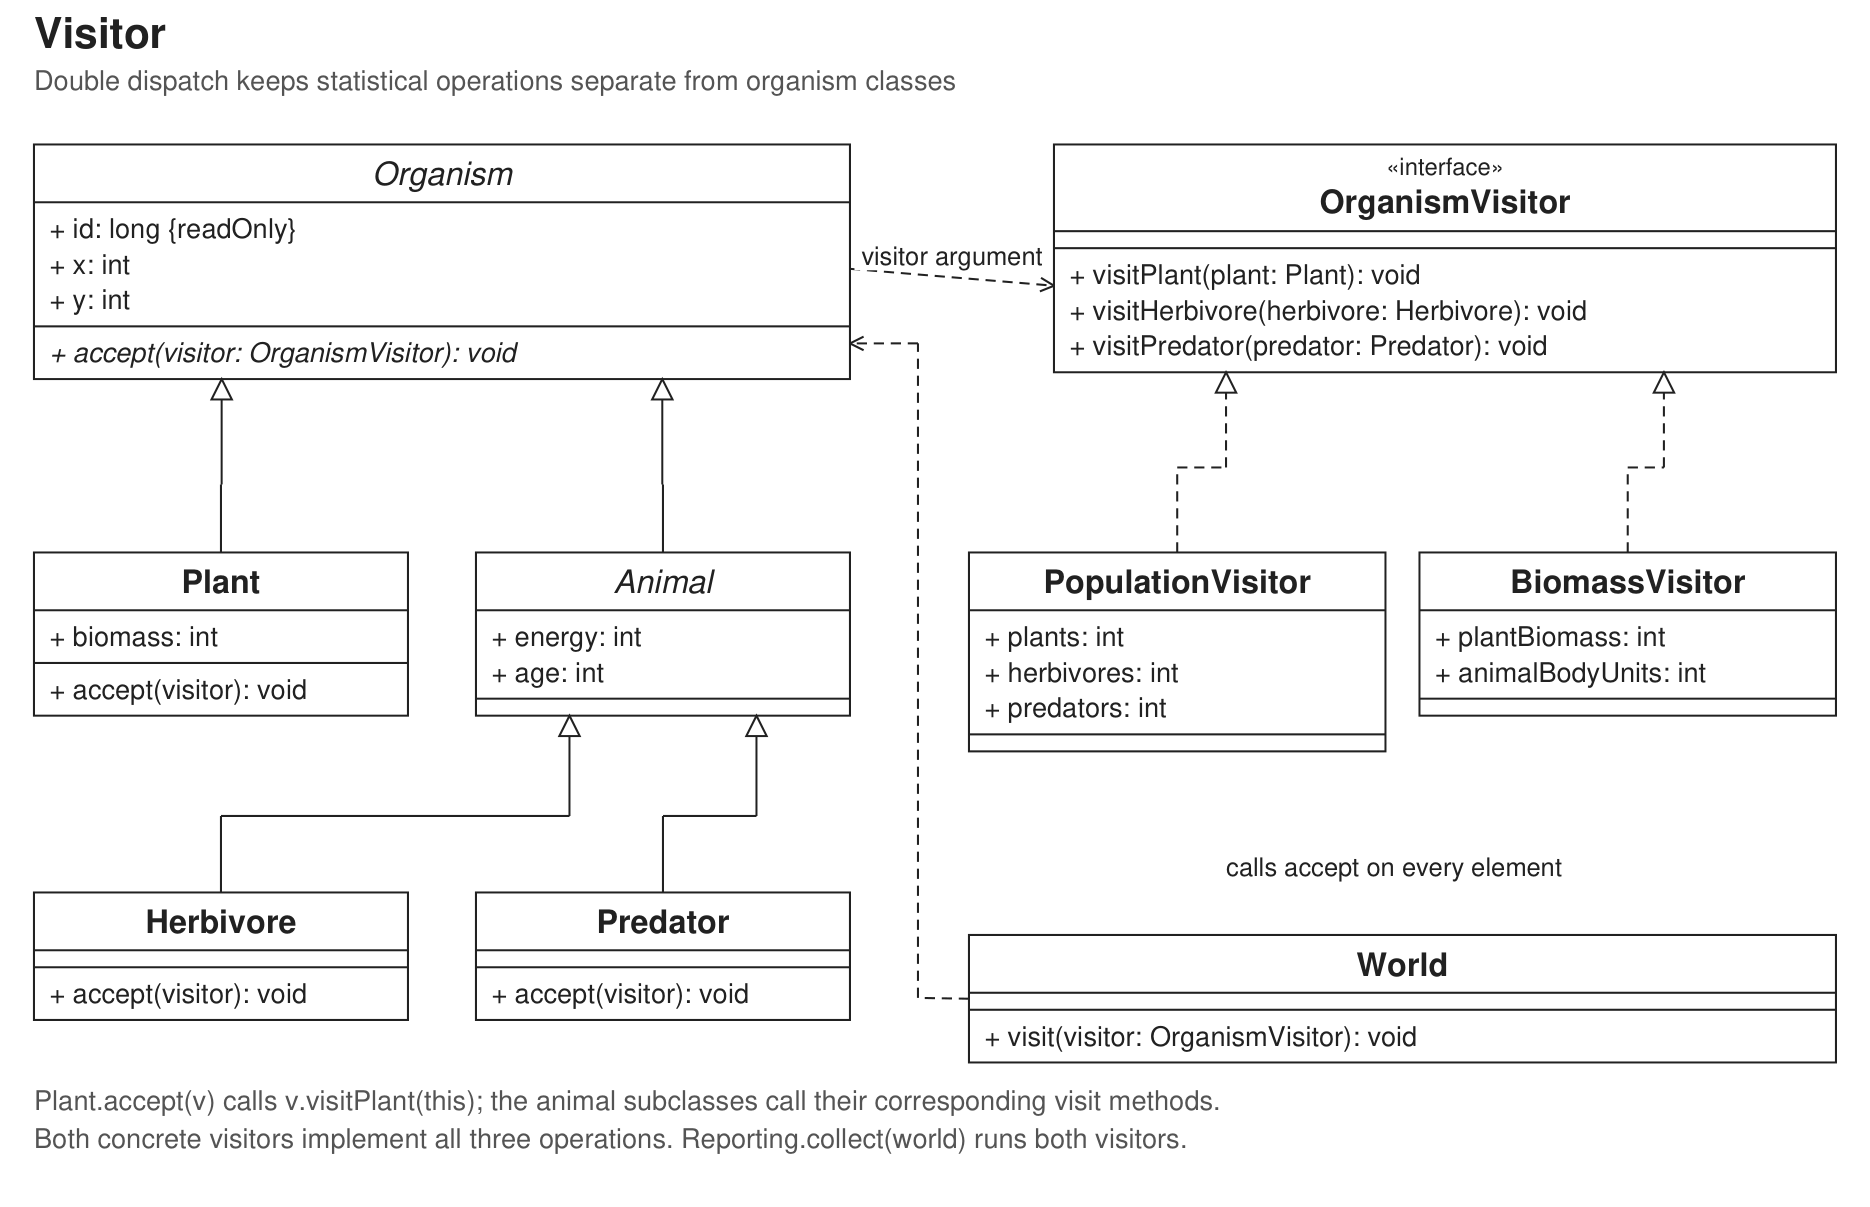 Visitor
Double dispatch keeps statistical operations separate from organism classes
Organism
+ id: long {readOnly}
+ x: int
+ y: int
+ accept(visitor: OrganismVisitor): void
visitor argument
«interface»
OrganismVisitor
+ visitPlant(plant: Plant): void
+ visitHerbivore(herbivore: Herbivore): void
+ visitPredator(predator: Predator): void
Plant
+ biomass: int
+ accept(visitor): void
Animal
+ energy: int
+ age: int
PopulationVisitor
+ plants: int
+ herbivores: int
+ predators: int
BiomassVisitor
+ plantBiomass: int
+ animalBodyUnits: int
calls accept on every element
Herbivore
+ accept(visitor): void
Predator
+ accept(visitor): void
World
+ visit(visitor: OrganismVisitor): void
Plant.accept(v) calls v.visitPlant(this); the animal subclasses call their corresponding visit methods.
Both concrete visitors implement all three operations. Reporting.collect(world) runs both visitors.